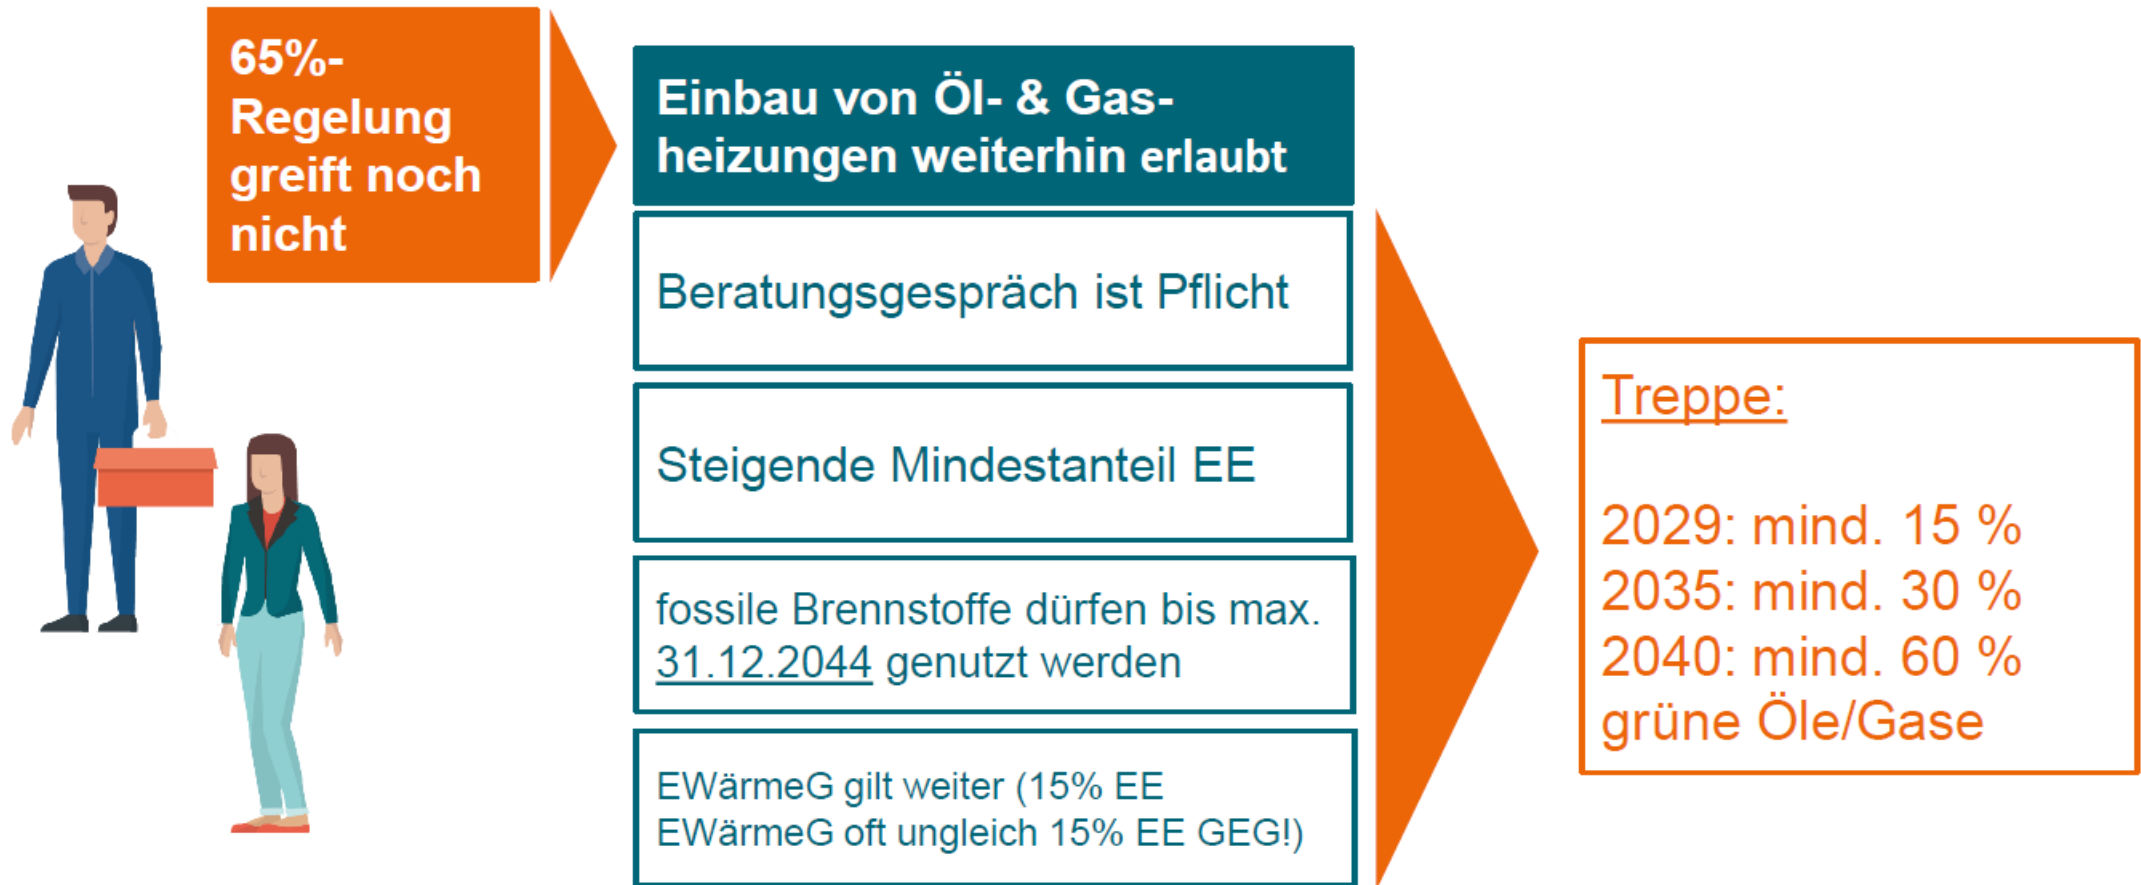 65%-
Regelung
greift noch
nicht
Einbau von Öl- & Gas-
heizungen weiterhin erlaubt
Beratungsgespräch ist Pflicht
Steigende Mindestanteil EE
fossile Brennstoffe dürfen bis max.
31.12.2044 genutzt werden
EWärmeG gilt weiter (15% EE
EWärmeG oft ungleich 15% EE GEG!)
Treppe:
2029: mind. 15 %
2035: mind. 30 %
2040: mind. 60 %
grüne Öle/Gase